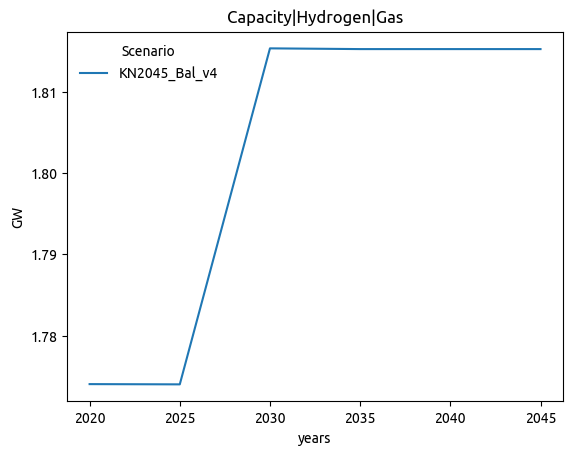 Capacity|Hydrogen|Gas
Scenario
KN2045_Bal_v4
1.81
1.80
1.79
1.78
GW
2020 2025 2030 2035 2040 2045
years